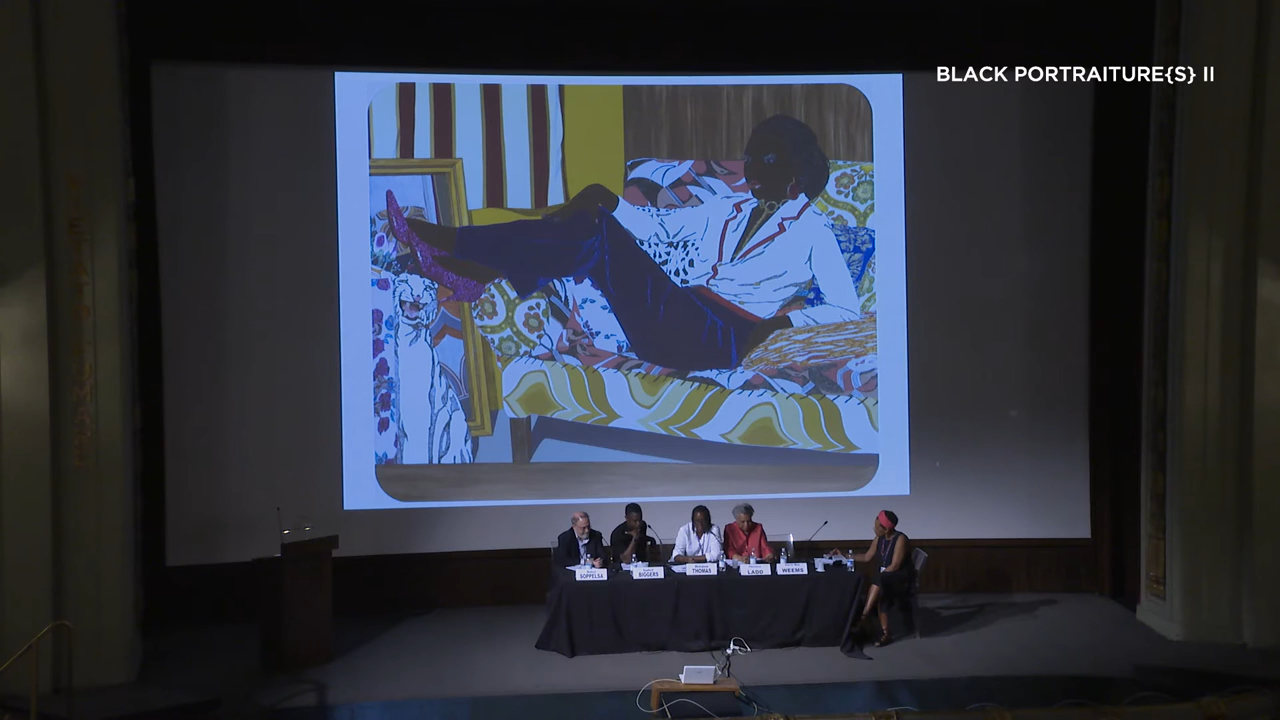 BLACK PORTRAITURE{S} II
SOPPELSA
BIGGERS
THOMAS
LADD
WEEMS